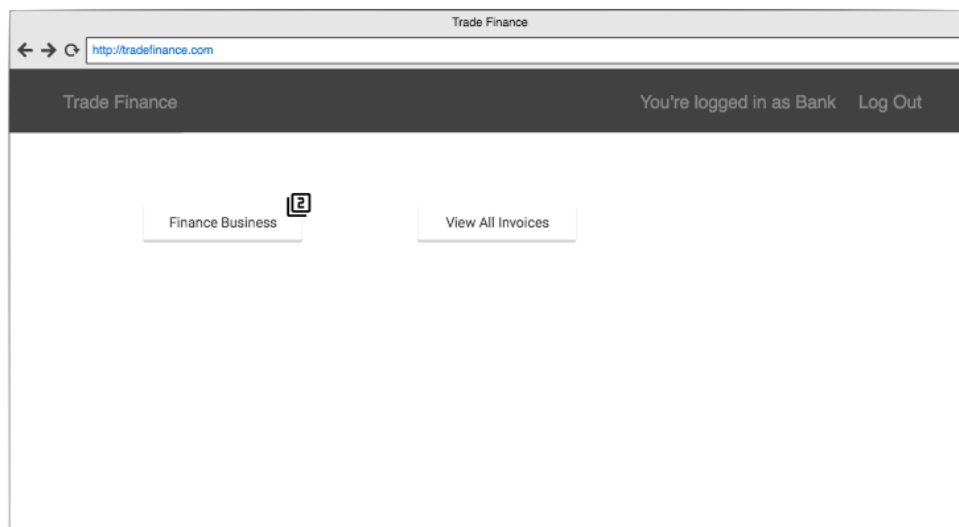 Trade Finance
http://tradefinance.com
Trade Finance You're logged in as Bank Log Out
2
Finance Business View All Invoices